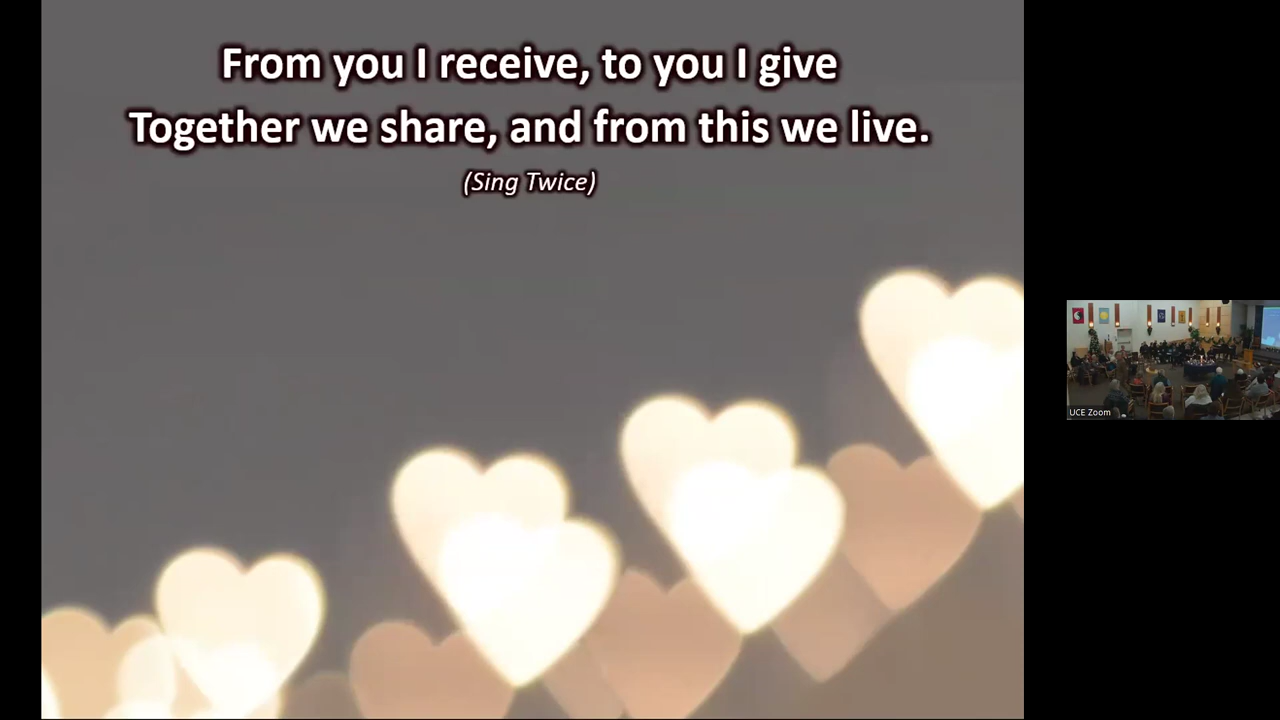 From you I receive, to you I give
Together we share, and from this we live.
(Sing Twice)
UCE Zoom